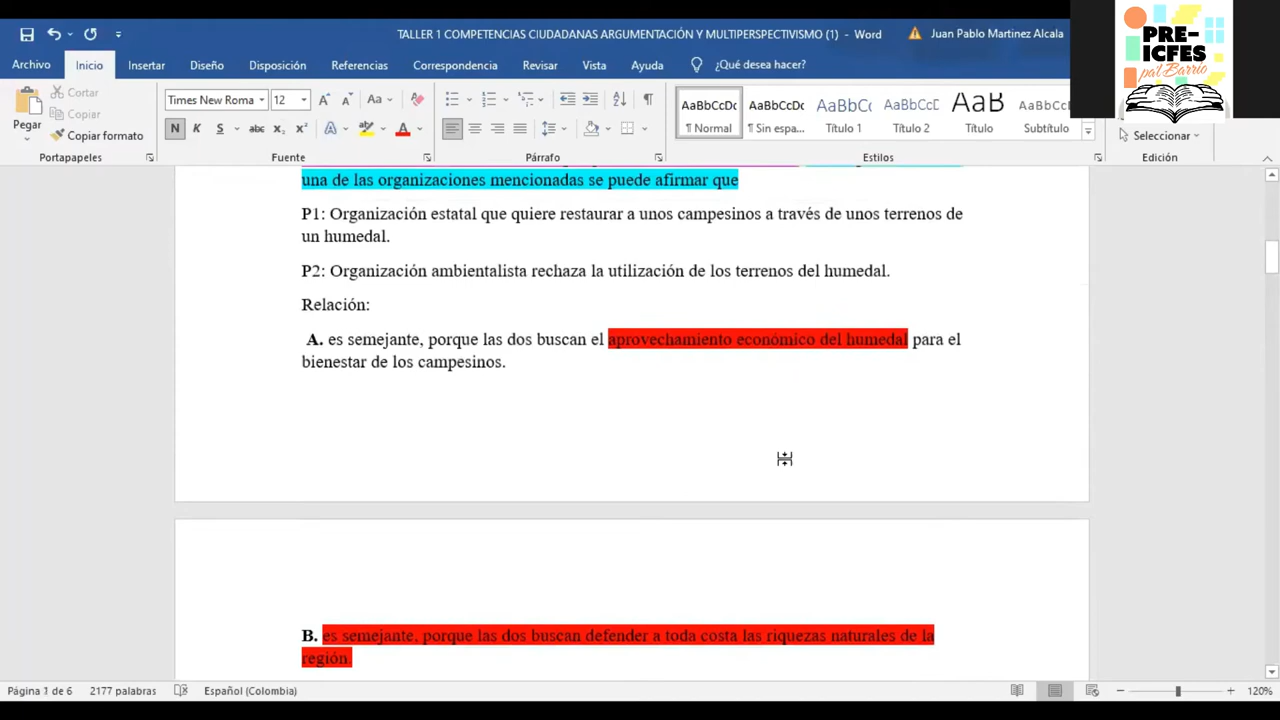 TALLER 1 COMPETENCIAS CIUDADANAS ARGUMENTACIÓN Y MULTIPERSPECTIVISMO (1) - Word
Juan Pablo Martinez Alcala
PRE-
ICFES
pa'l Barrio
Archivo Inicio Insertar Diseño Disposición Referencias Correspondencia Revisar Vista Ayuda ¿Qué desea hacer?
Pegar
Cortar
Copiar
Copiar formato
Portapapeles
Times New Roma 12
N K S abc x₂ x²
Fuente
Párrafo
AaBbCcDc
¶ Normal
AaBbCcDc
¶ Sin espa...
AaBbC
Título 1
AaBbCcD
Título 2
AaB
Título
AaBbCcD
Subtítulo
Estilos
Seleccionar
Edición
una de las organizaciones mencionadas se puede afirmar que
P1: Organización estatal que quiere restaurar a unos campesinos a través de unos terrenos de
un humedal.
P2: Organización ambientalista rechaza la utilización de los terrenos del humedal.
Relación:
A. es semejante, porque las dos buscan el aprovechamiento económico del humedal para el
bienestar de los campesinos.
B. es semejante, porque las dos buscan defender a toda costa las riquezas naturales de la
región.
Página 1 de 6 2177 palabras Español (Colombia) 120%